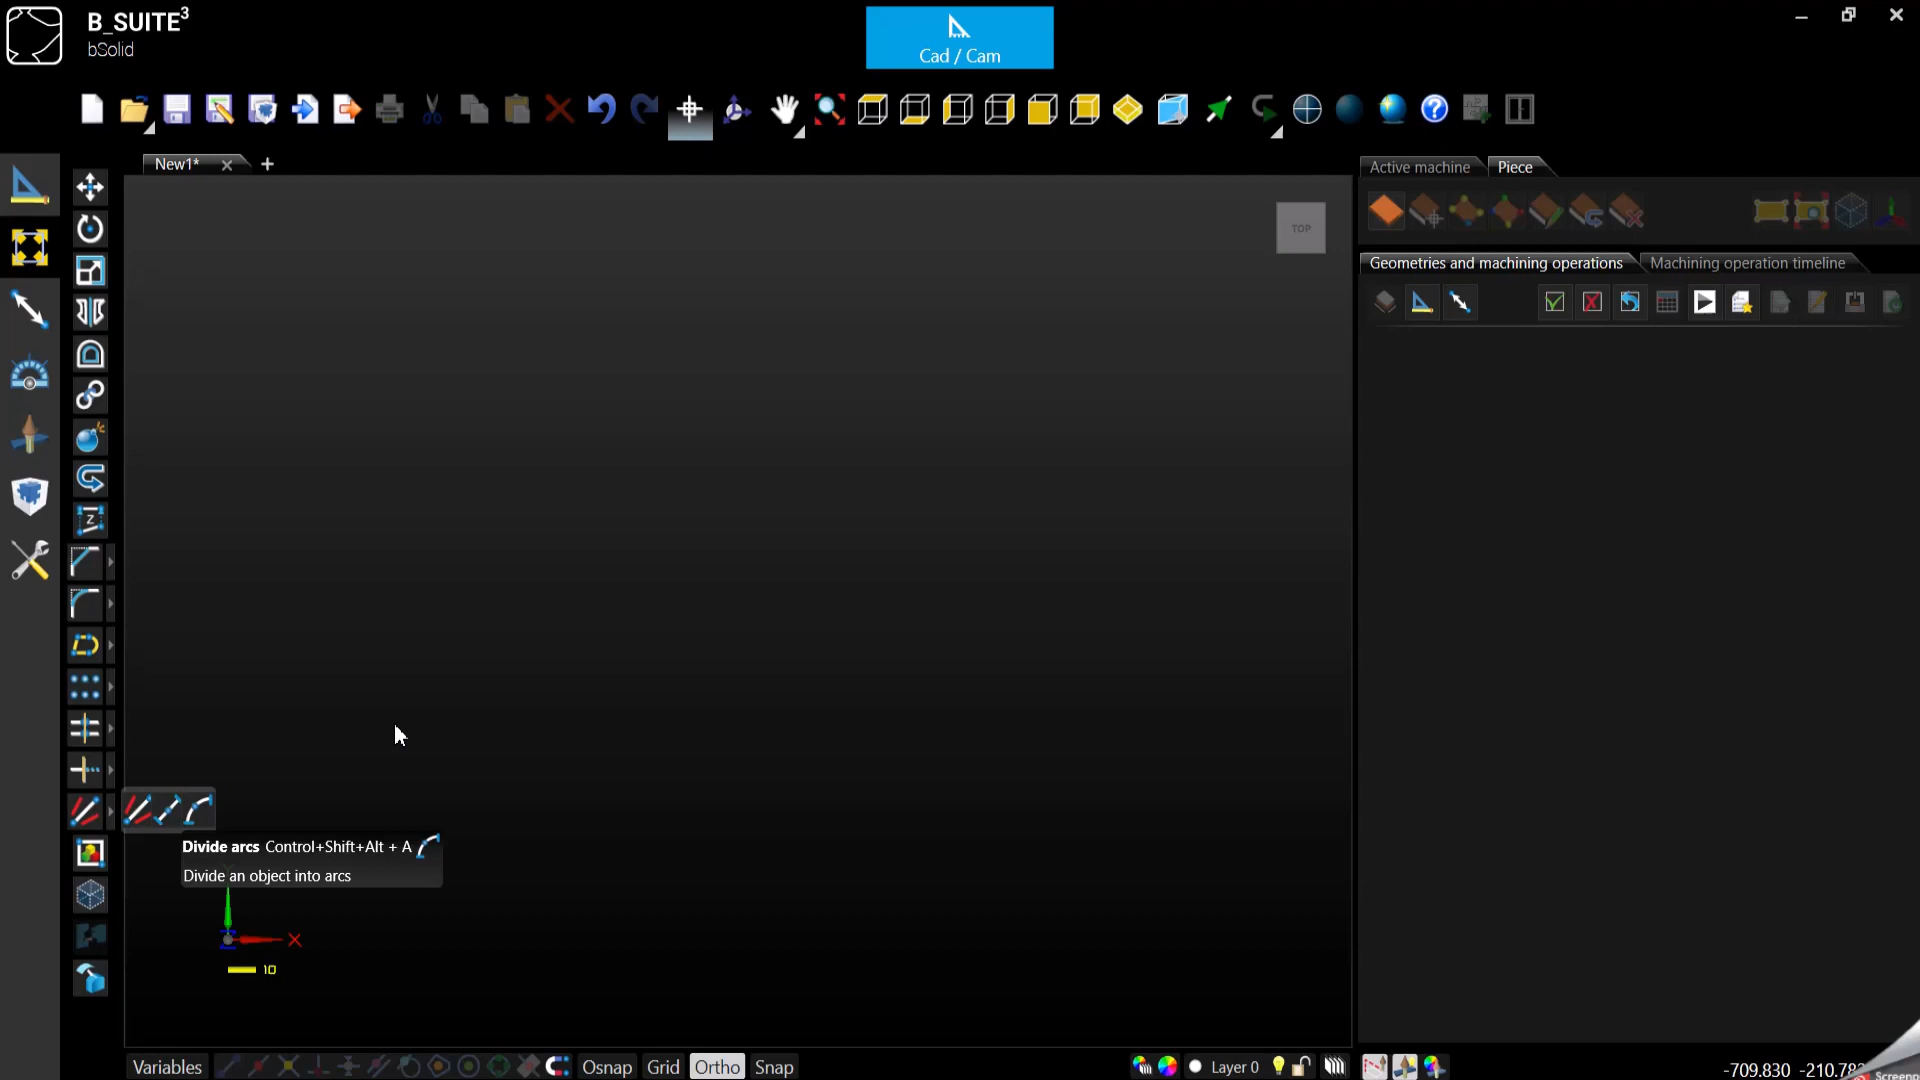 B_SUITE³
bSolid
Cad / Cam
New1*
TOP
Active machine
Piece
Geometries and machining operations
Machining operation timeline
Divide arcs Control+Shift+Alt + A
Divide an object into arcs
10
Variables
Osnap
Grid
Ortho
Snap
Layer 0
-709.830 -210.78